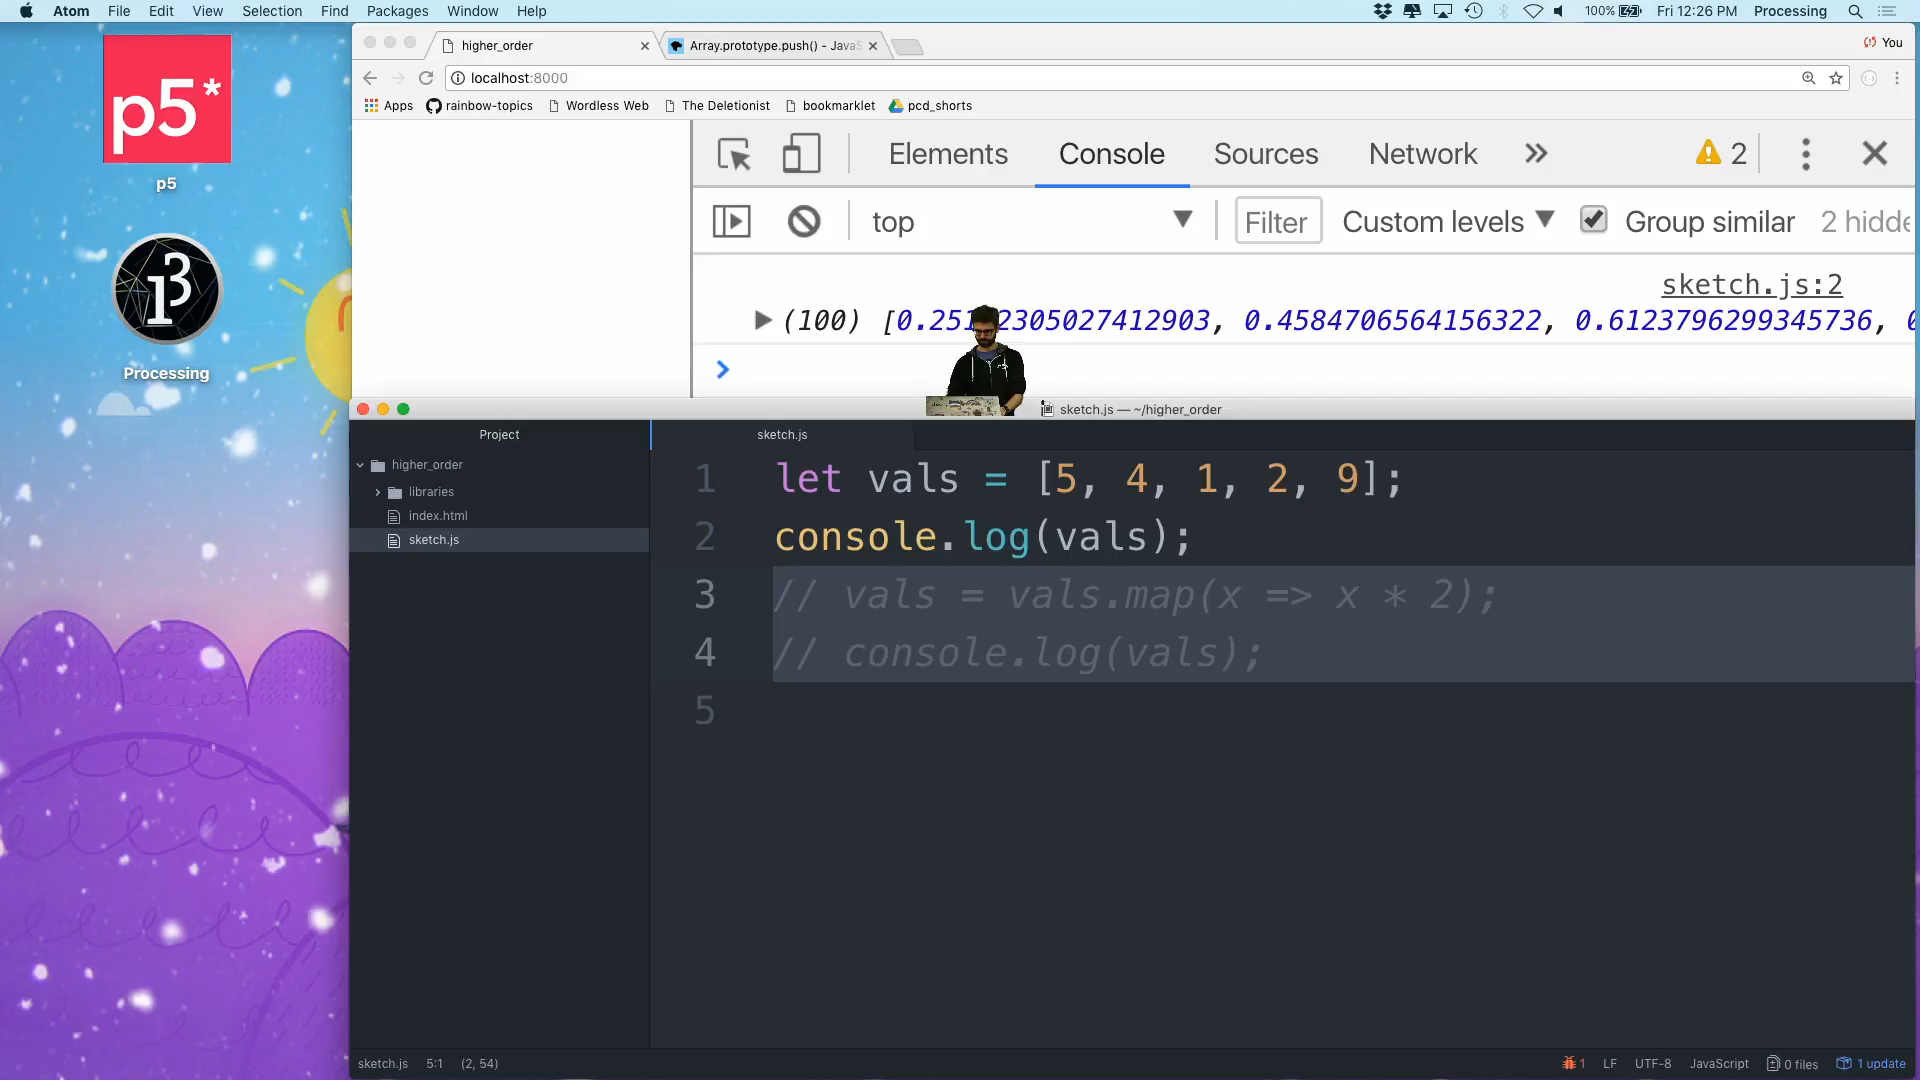 Atom File Edit View Selection Find Packages Window Help 100% Fri 12:26 PM Processing
p5*
p5
Processing
higher_order Array.prototype.push() - JavaS You
localhost:8000
Apps rainbow-topics Wordless Web The Deletionist bookmarklet pcd_shorts
Elements Console Sources Network 2
top Filter Custom levels Group similar 2 hidde
sketch.js:2
(100) [ 0.4584706564156322, 0.6123796299345736,
sketch.js — ~/higher_order
Project
higher_order
libraries
index.html
sketch.js
sketch.js
1 let vals = [5, 4, 1, 2, 9];
2 console.log(vals);
3 // vals = vals.map(x => x * 2);
4 // console.log(vals);
5
sketch.js 5:1 (2, 54) 1 LF UTF-8 JavaScript 0 files 1 update